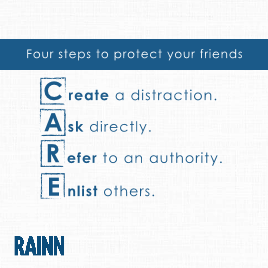 Four steps to protect your friends
Create a distraction.
Ask directly.
Refer to an authority.
Enlist others.
RAINN